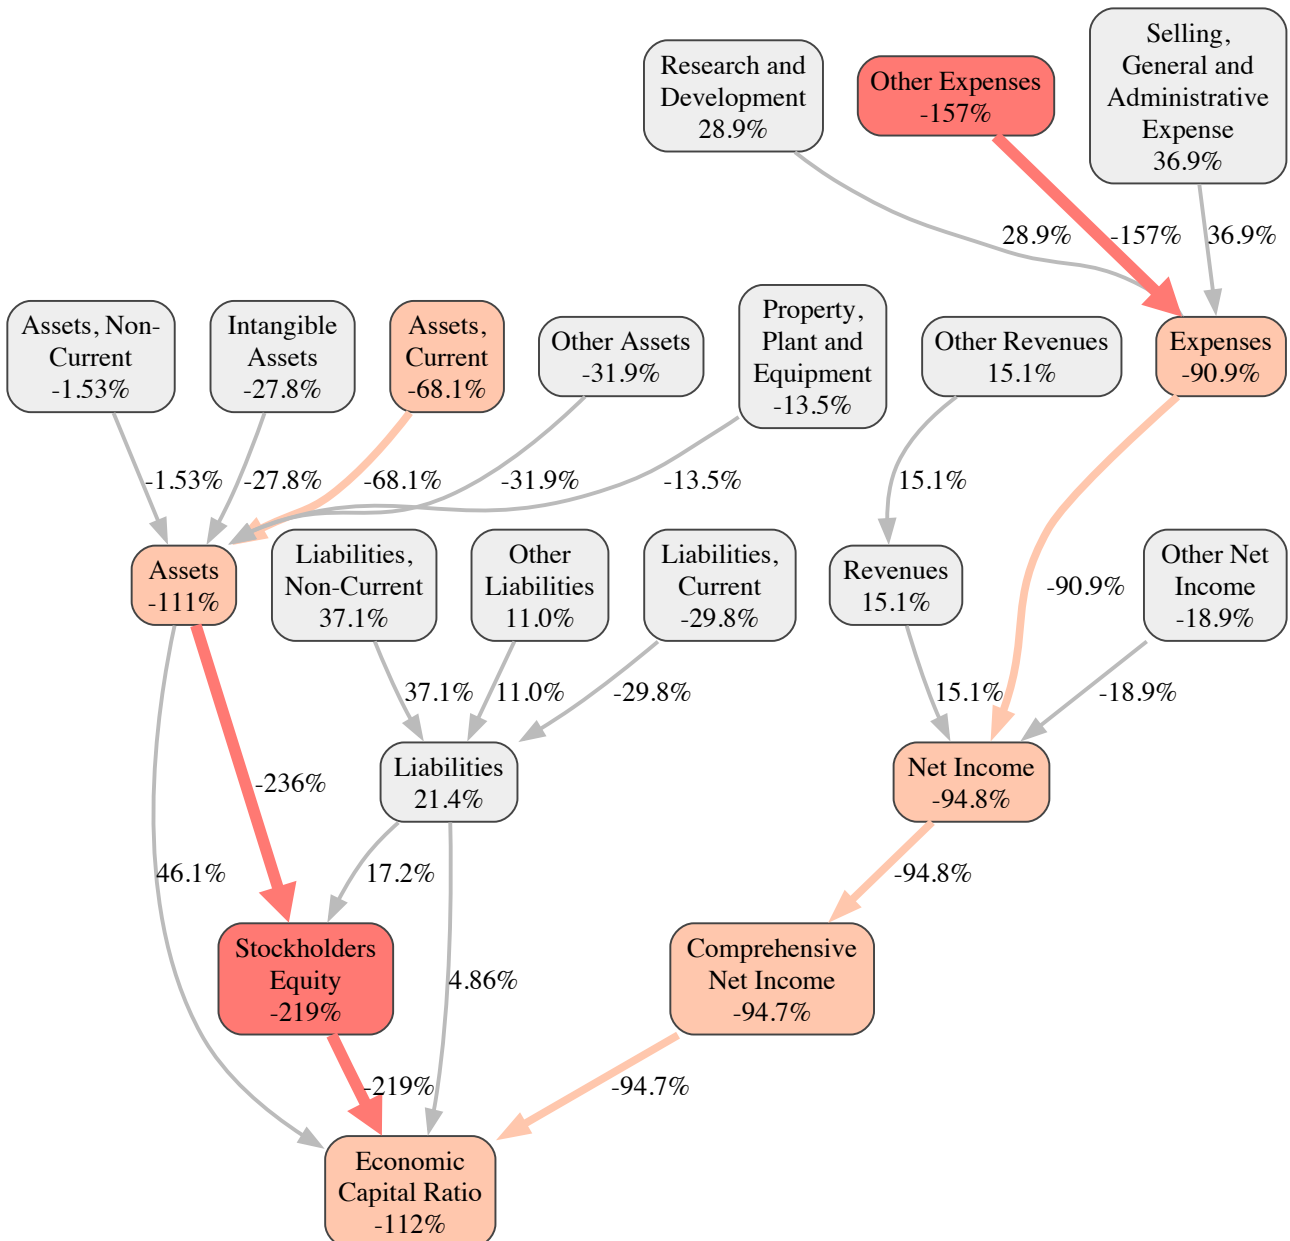 Selling,
General and
Administrative
Expense
36.9%
Research and
Development
28.9%
Other Expenses
-157%
28.9%
-157%
36.9%
Assets, Non-
Current
-1.53%
Intangible
Assets
-27.8%
Assets,
Current
-68.1%
Other Assets
-31.9%
Property,
Plant and
Equipment
-13.5%
Other Revenues
15.1%
Expenses
-90.9%
-1.53%
-27.8%
-68.1%
-31.9%
-13.5%
15.1%
-90.9%
Assets
-111%
Liabilities,
Non-Current
37.1%
Other
Liabilities
11.0%
Liabilities,
Current
-29.8%
Revenues
15.1%
Other Net
Income
-18.9%
37.1%
11.0%
-29.8%
15.1%
-18.9%
-236%
Liabilities
21.4%
Net Income
-94.8%
46.1%
17.2%
-94.8%
Stockholders
Equity
-219%
4.86%
Comprehensive
Net Income
-94.7%
-219%
-94.7%
Economic
Capital Ratio
-112%